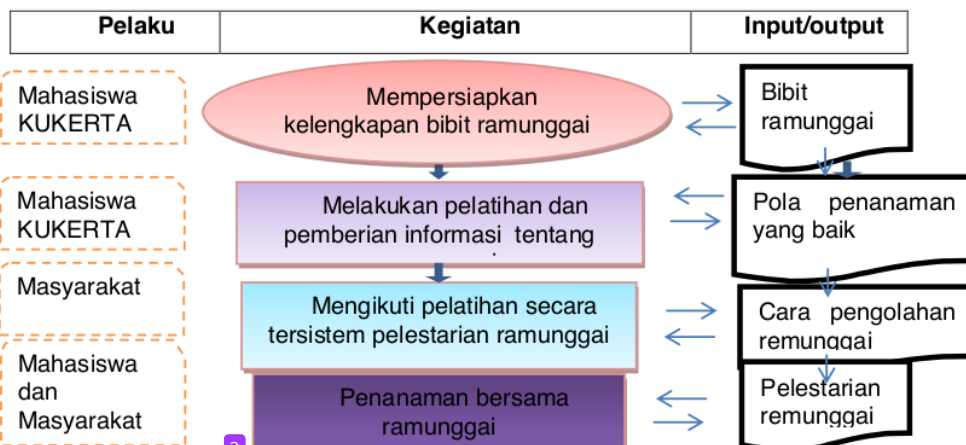 Pelaku
Kegiatan
Input/output
Mahasiswa
KUKERTA
Mempersiapkan
kelengkapan bibit ramunggai
Bibit
ramunggai
Mahasiswa
KUKERTA
Melakukan pelatihan dan
pemberian informasi tentang
Pola penanaman
yang baik
Masyarakat
Mengikuti pelatihan secara
tersistem pelestarian ramunggai
Cara pengolahan
remunggai
Mahasiswa
dan
Masyarakat
Penanaman bersama
ramunggai
Pelestarian
remunggai